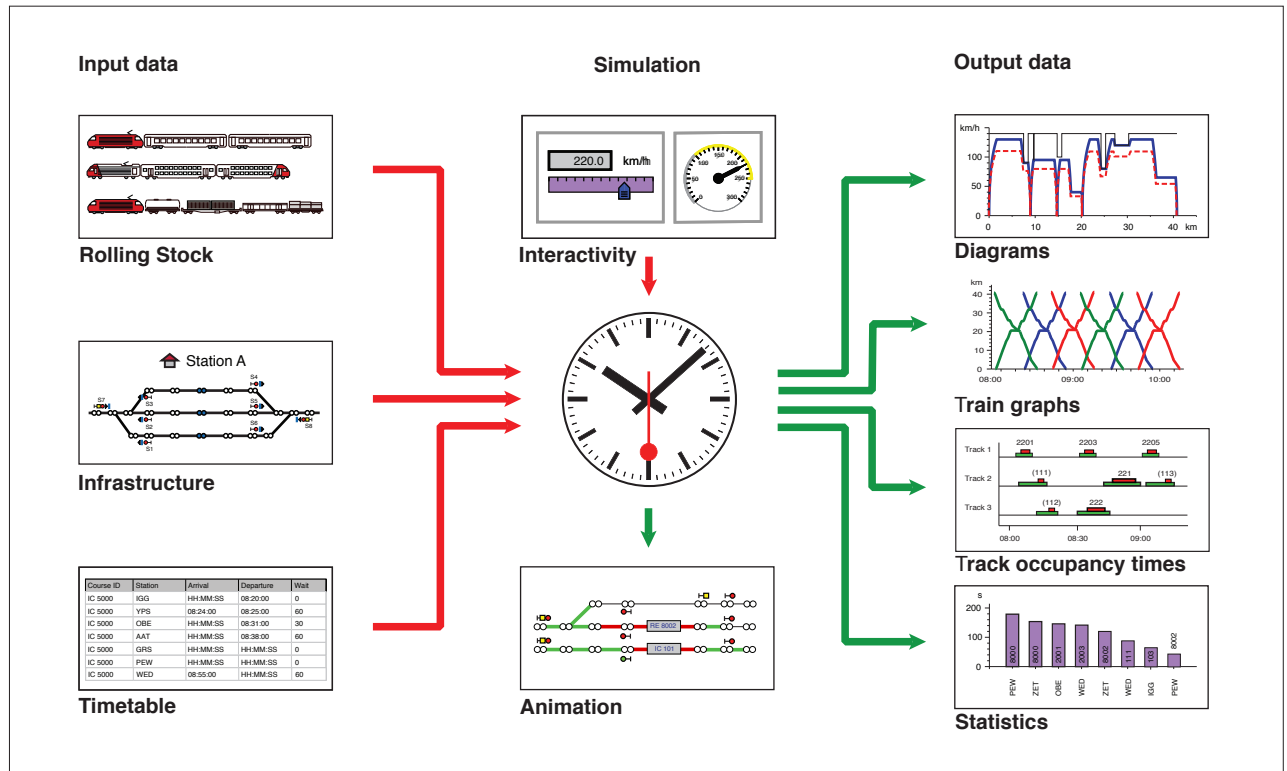 Input data
Simulation
Output data
Rolling Stock
220.0 km/h
0 50 100 150 200 250 300
Interactivity
km/h
100
50
0
0 10 20 30 40 km
Diagrams
Station A
S7
S3
S2
S1
S4
S5
S6
S8
Infrastructure
km
40
30
20
10
0
08:00 09:00 10:00
Train graphs
2201 2203 2205
Track 1
(111) 221 (113)
Track 2
(112) 222
Track 3
08:00 08:30 09:00
Track occupancy times
Course ID Station Arrival Departure Wait
IC 5000 IGG HH:MM:SS 08:20:00 0
IC 5000 YPS 08:24:00 08:25:00 60
IC 5000 OBE HH:MM:SS 08:31:00 30
IC 5000 AAT HH:MM:SS 08:38:00 60
IC 5000 GRS HH:MM:SS HH:MM:SS 0
IC 5000 PEW HH:MM:SS HH:MM:SS 0
IC 5000 WED 08:55:00 HH:MM:SS 60
Timetable
RE 8002
IC 101
Animation
s
200
100
0
8000 8000 2001 2003 8002 111 103 8002
PEW ZET OBE WED ZET WED IGG PEW
Statistics